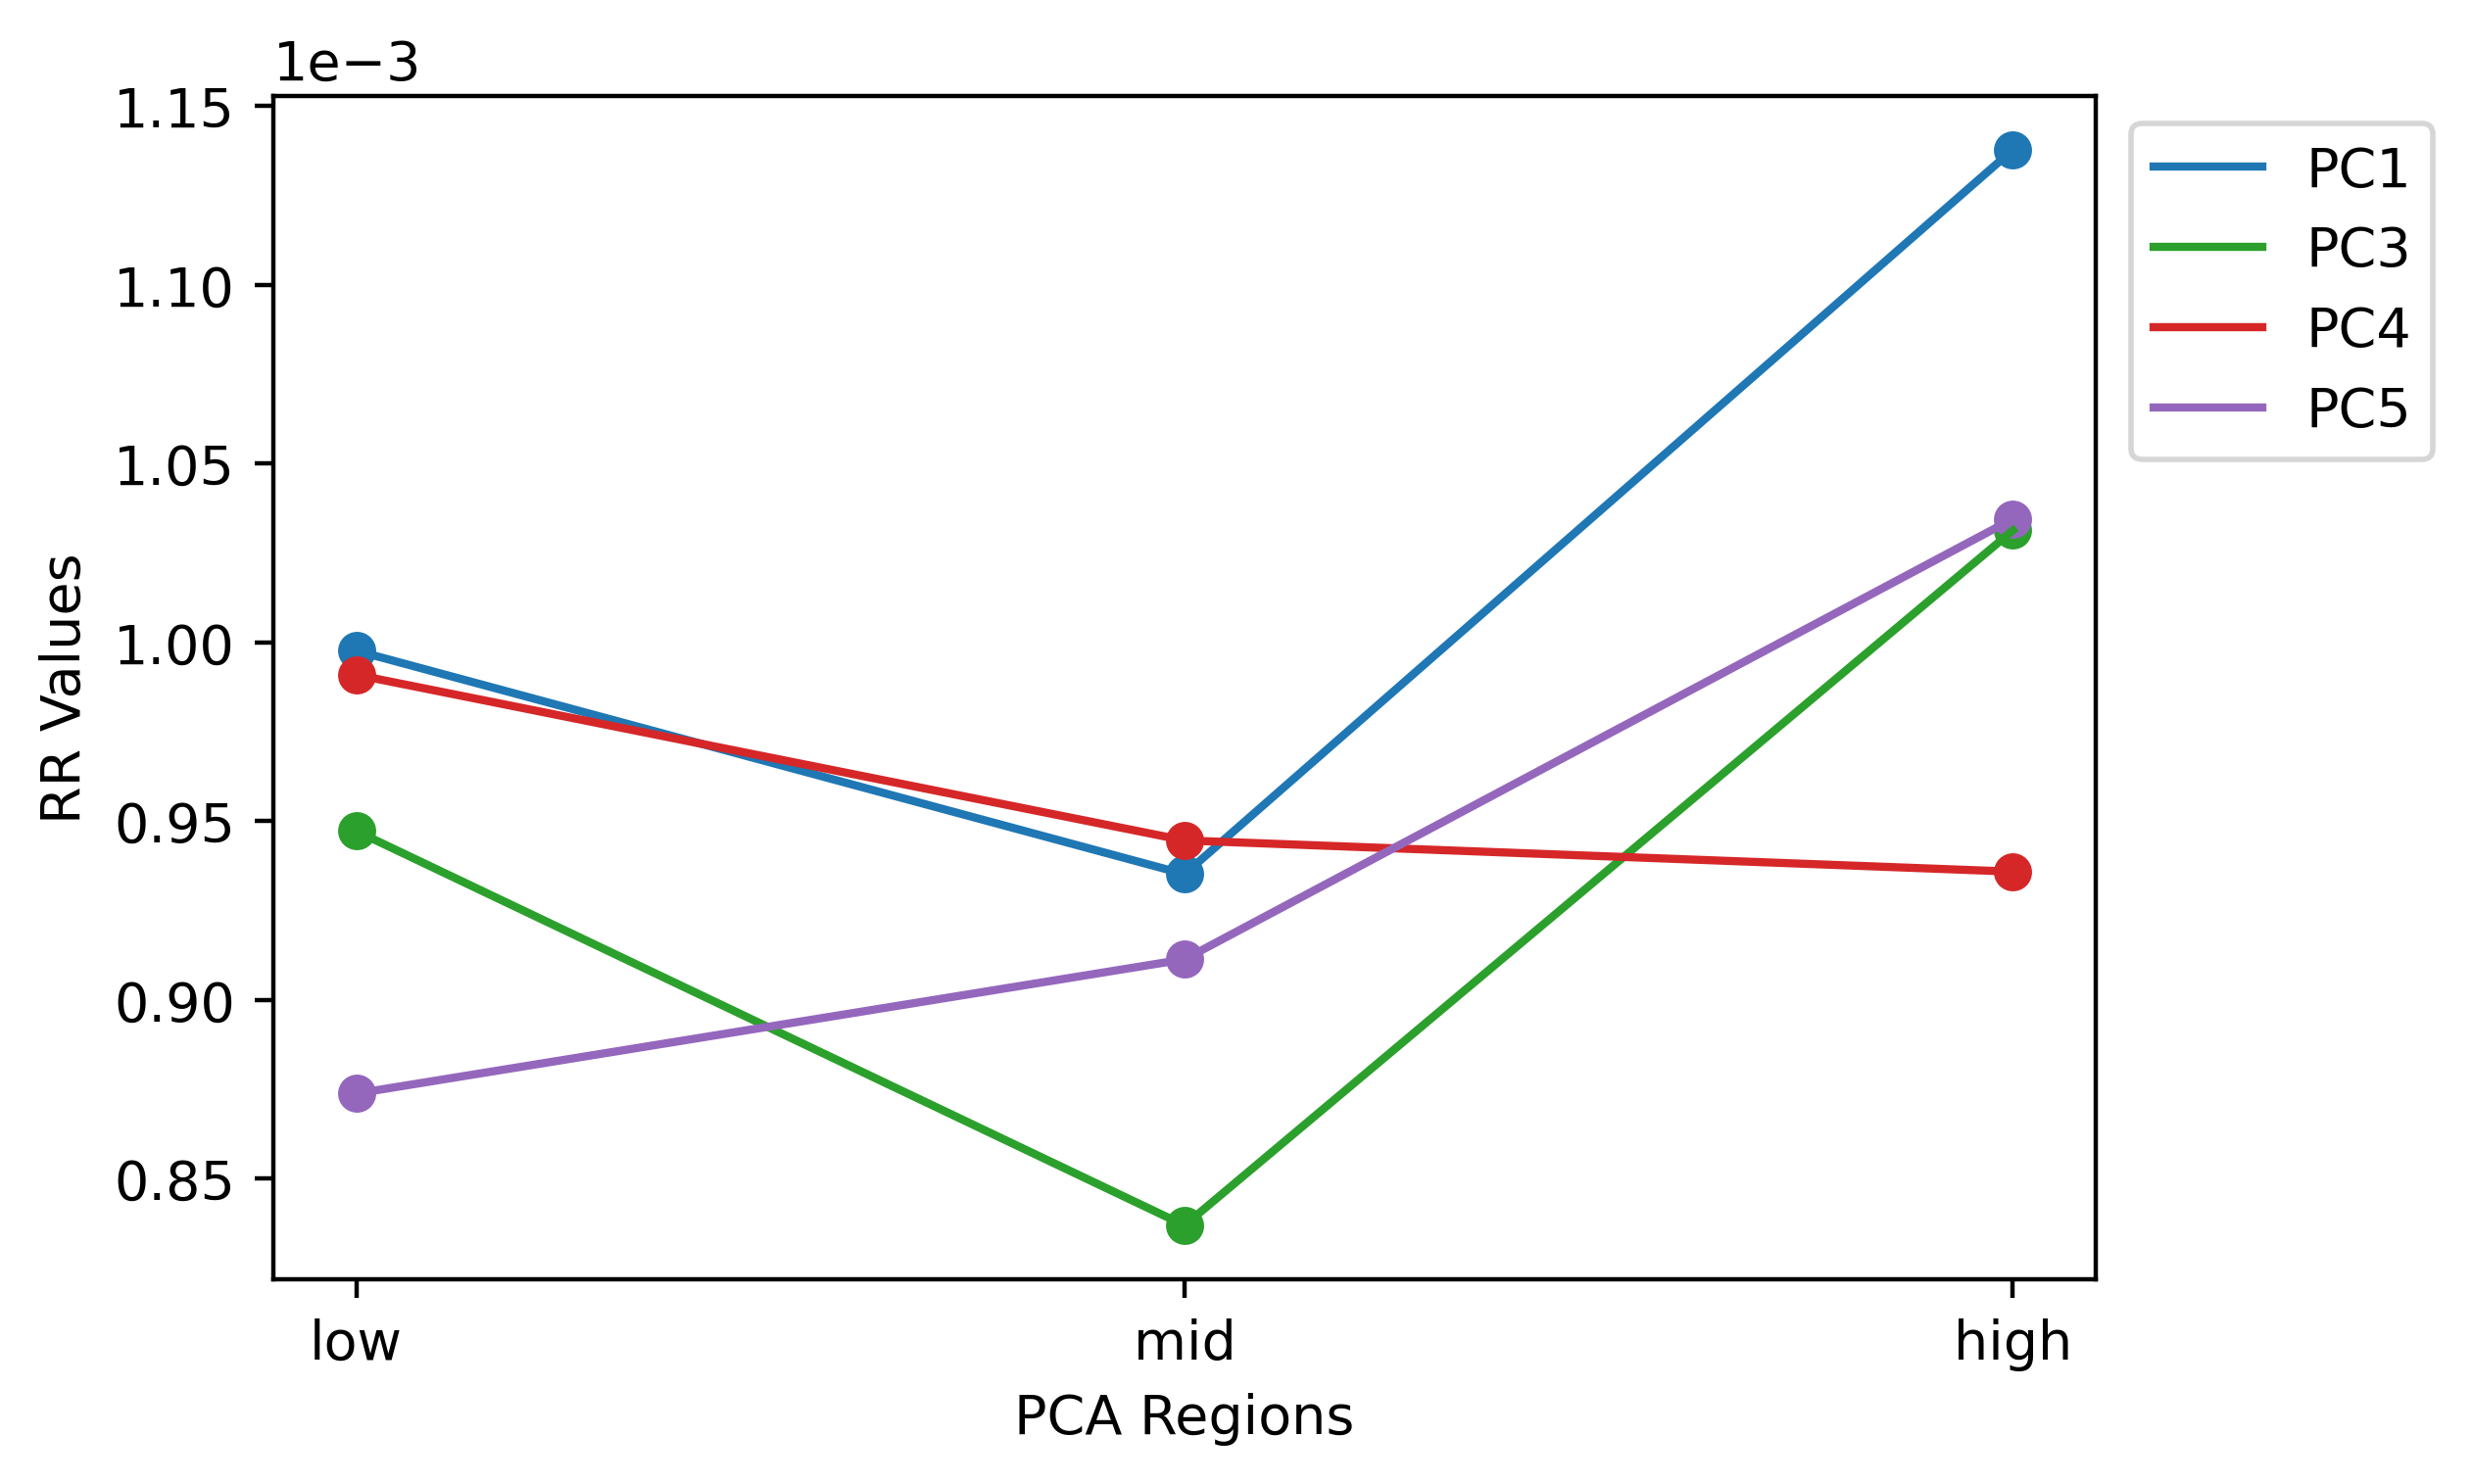 1e−3
1.15
1.10
1.05
1.00
0.95
0.90
0.85
RR Values
low
mid
high
PCA Regions
PC1
PC3
PC4
PC5